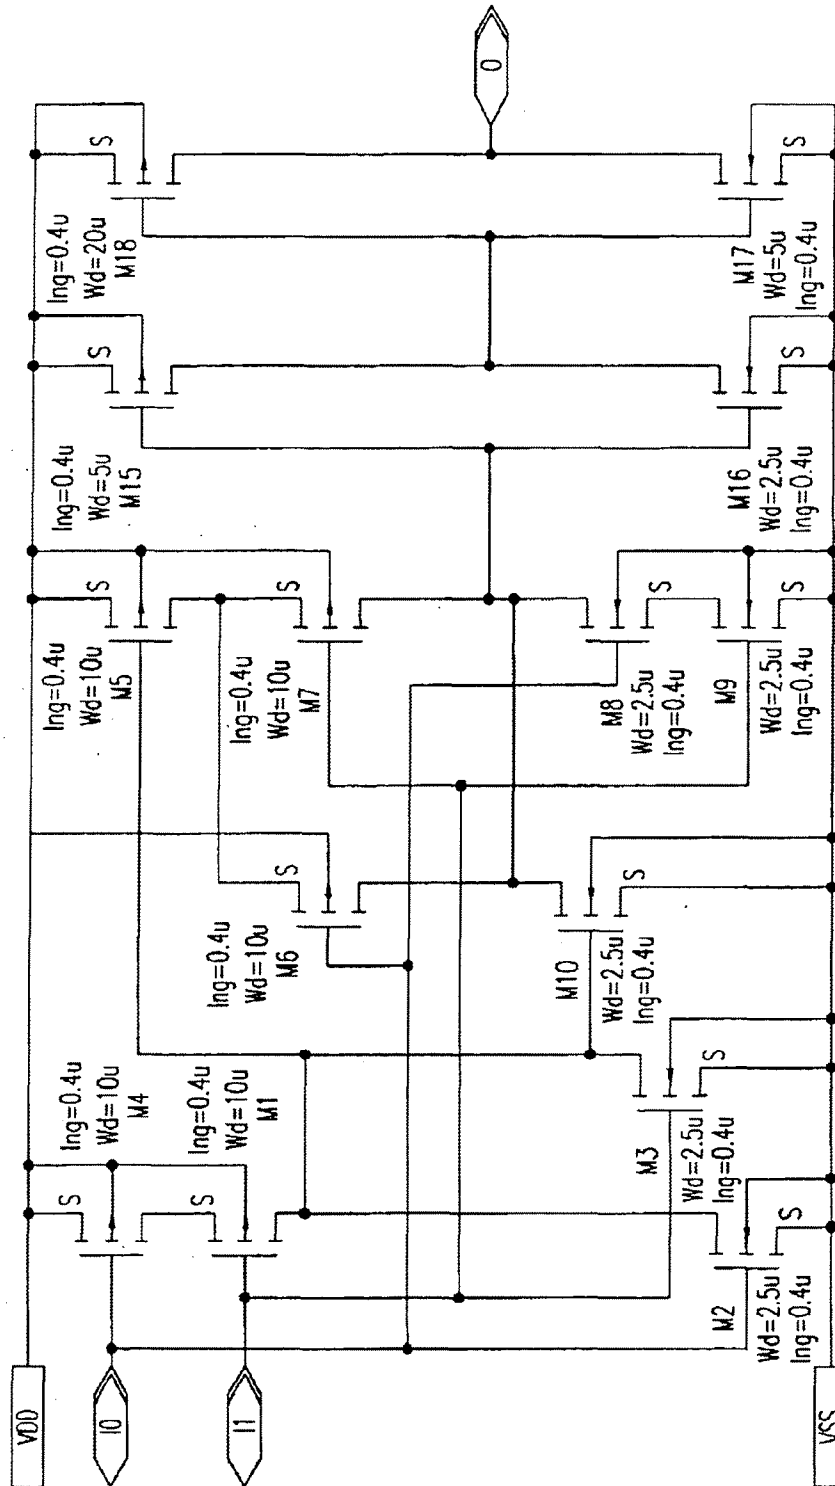 VDD
I0
I1
VSS
lng=0.4u
Wd=10u
M4
lng=0.4u
Wd=10u
M1
M2
Wd=2.5u
lng=0.4u
M3
Wd=2.5u
lng=0.4u
lng=0.4u
Wd=10u
M6
M10
Wd=2.5u
lng=0.4u
lng=0.4u
Wd=10u
M5
lng=0.4u
Wd=10u
M7
M8
Wd=2.5u
lng=0.4u
M9
Wd=2.5u
lng=0.4u
lng=0.4u
Wd=5u
M15
M16
Wd=2.5u
lng=0.4u
lng=0.4u
Wd=20u
M18
M17
Wd=5u
lng=0.4u
O
S
S
S
S
S
S
S
S
S
S
S
S
S
S